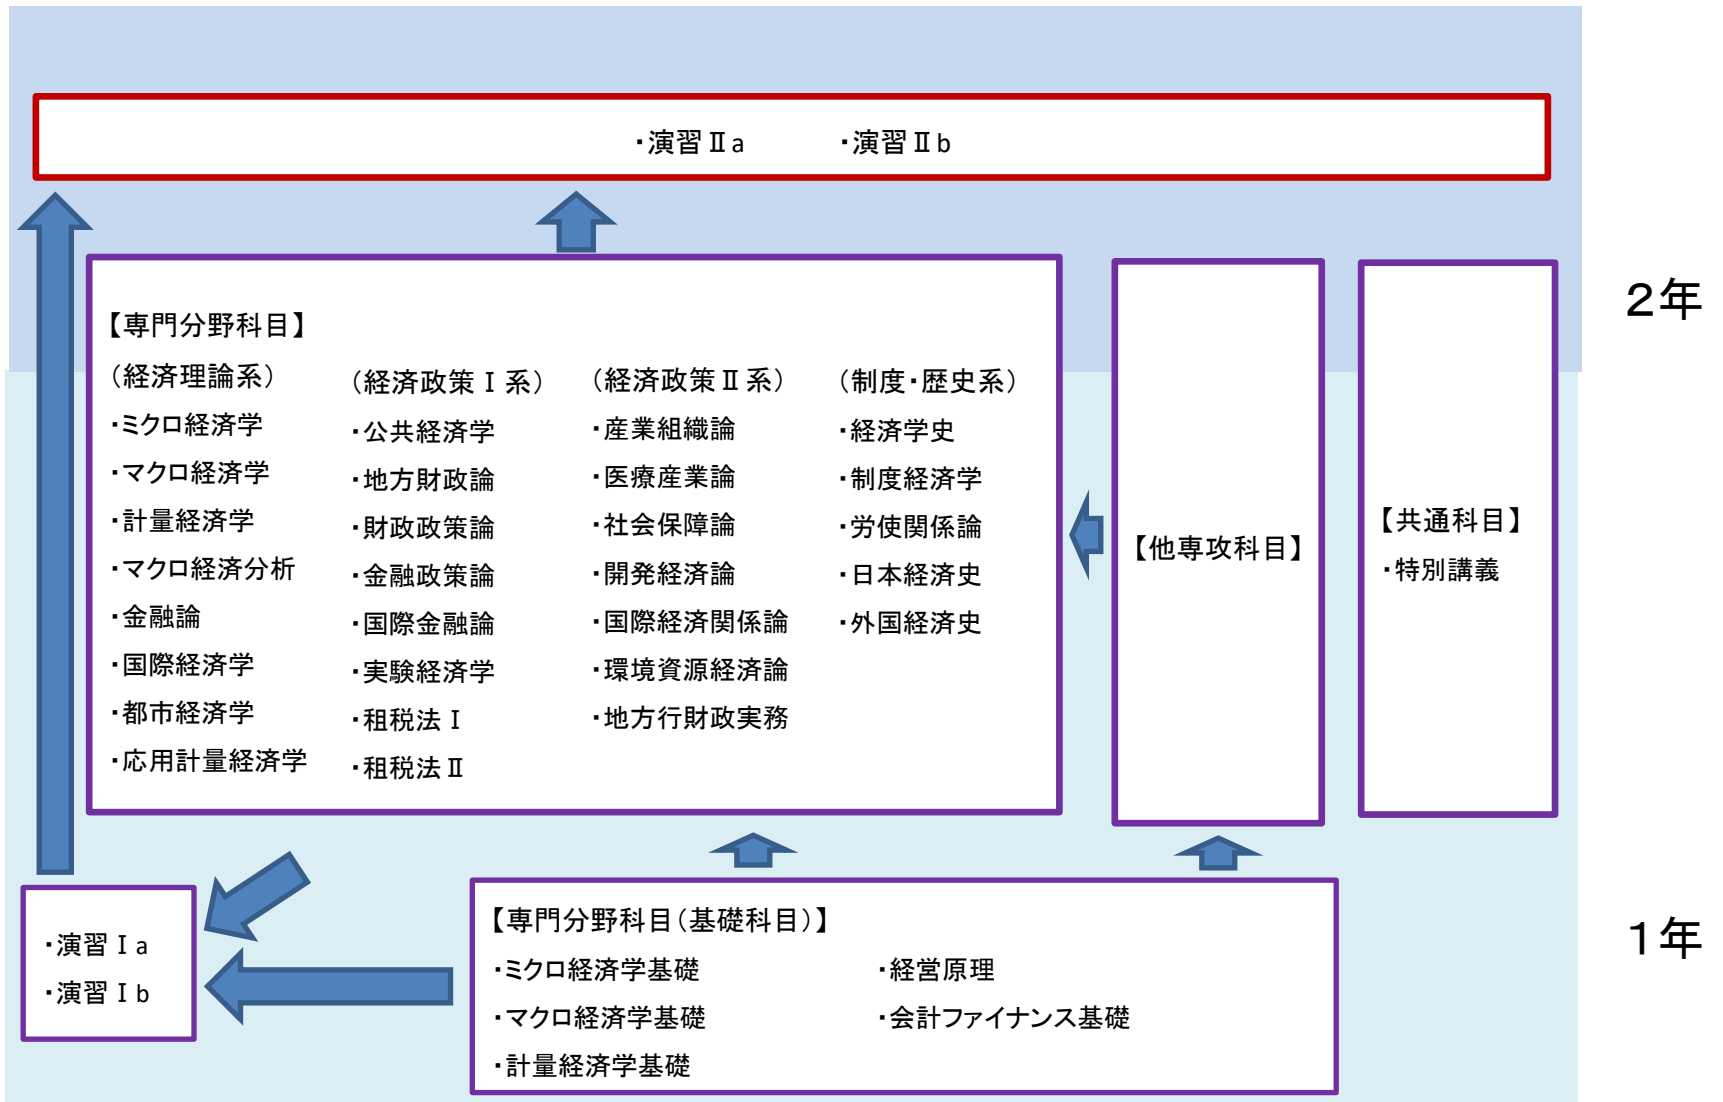 ・演習Ⅱa ・演習Ⅱb
２年
【専門分野科目】
（経済理論系）
・ミクロ経済学
・マクロ経済学
・計量経済学
・マクロ経済分析
・金融論
・国際経済学
・都市経済学
・応用計量経済学
（経済政策Ⅰ系）
・公共経済学
・地方財政論
・財政政策論
・金融政策論
・国際金融論
・実験経済学
・租税法Ⅰ
・租税法Ⅱ
（経済政策Ⅱ系）
・産業組織論
・医療産業論
・社会保障論
・開発経済論
・国際経済関係論
・環境資源経済論
・地方行財政実務
（制度・歴史系）
・経済学史
・制度経済学
・労使関係論
・日本経済史
・外国経済史
【他専攻科目】
【共通科目】
・特別講義
・演習Ⅰa
・演習Ⅰb
【専門分野科目（基礎科目）】
・ミクロ経済学基礎
・マクロ経済学基礎
・計量経済学基礎
・経営原理
・会計ファイナンス基礎
１年